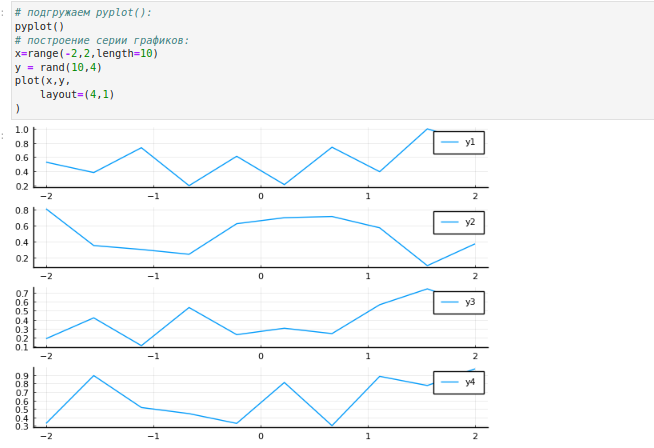 # подгружаем pyplot():
pyplot()
# построение серии графиков:
x=range(-2,2,length=10)
y = rand(10,4)
plot(x,y,
    layout=(4,1)
)
1.0
0.8
0.6
0.4
0.2
y1
−2 −1 0 1 2
0.8
0.6
0.4
0.2
y2
−2 −1 0 1 2
0.7
0.6
0.5
0.4
0.3
0.2
0.1
y3
−2 −1 0 1 2
0.9
0.8
0.7
0.6
0.5
0.4
0.3
y4
−2 −1 0 1 2